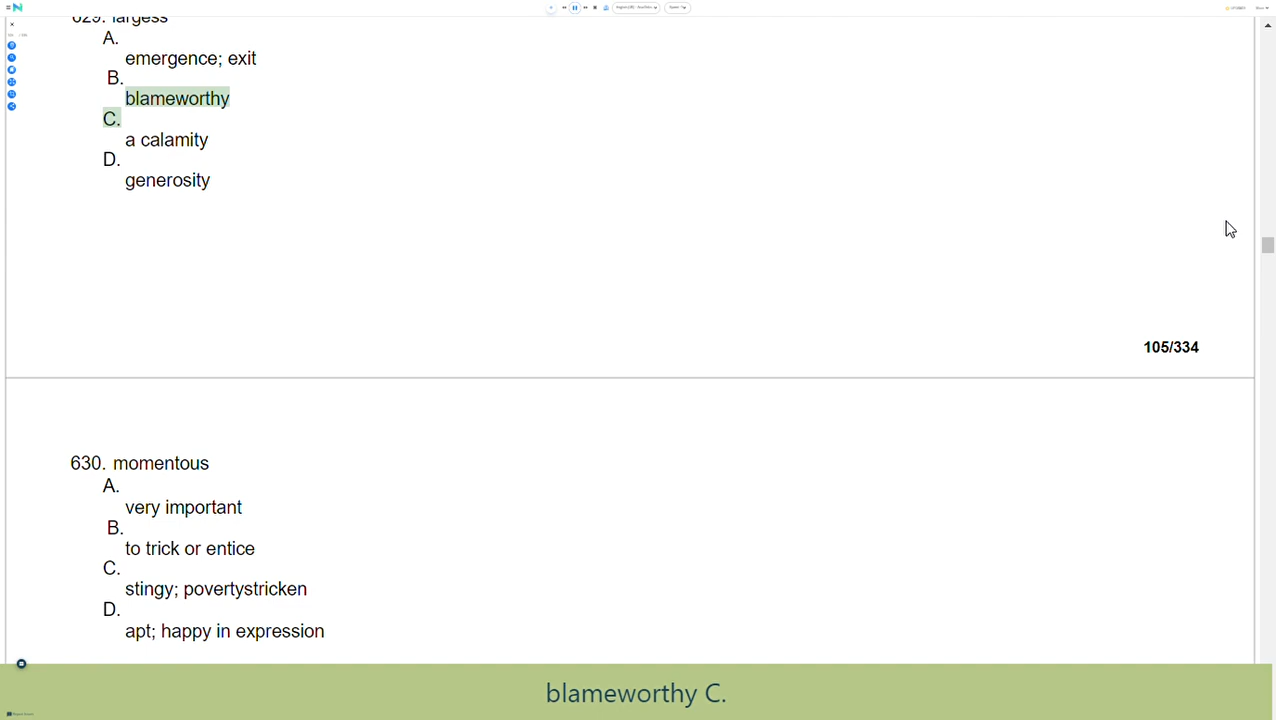 629. largess
A.
emergence; exit
B.
blameworthy
C.
a calamity
D.
generosity
105/334
630. momentous
A.
very important
B.
to trick or entice
C.
stingy; povertystricken
D.
apt; happy in expression
blameworthy C.